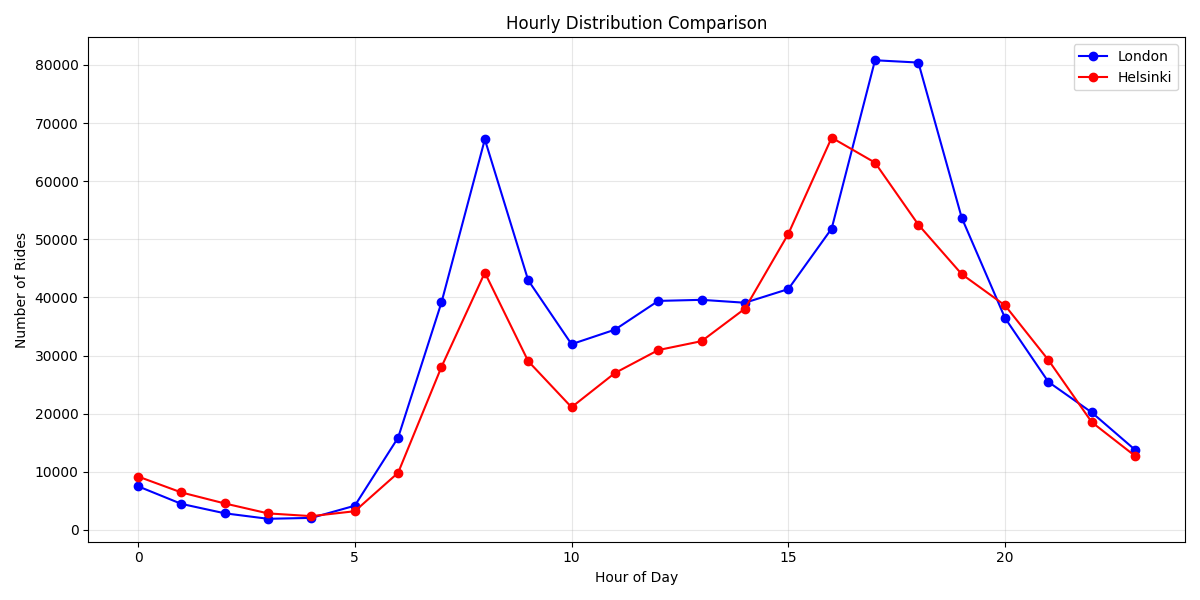 Hourly Distribution Comparison
London
Helsinki
Number of Rides
80000
70000
60000
50000
40000
30000
20000
10000
0
0 5 10 15 20
Hour of Day